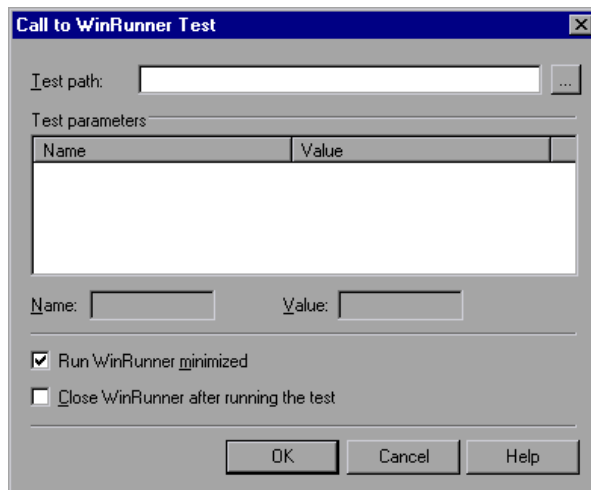 Call to WinRunner Test
Test path:
...
Test parameters
Name Value
Name: Value:
Run WinRunner minimized
Close WinRunner after running the test
OK Cancel Help